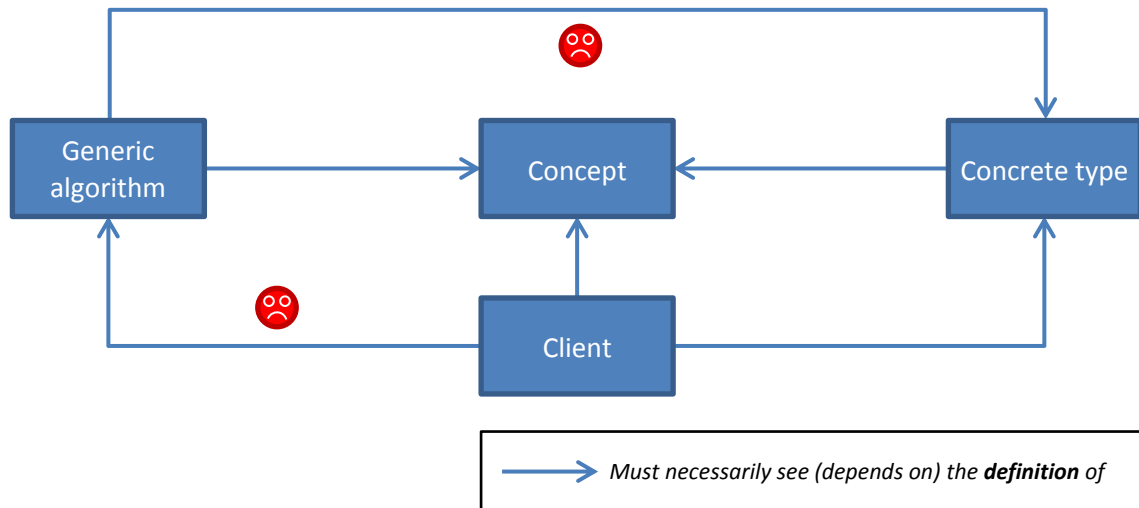 Generic
algorithm
Concept
Concrete type
Client
Must necessarily see (depends on) the definition of